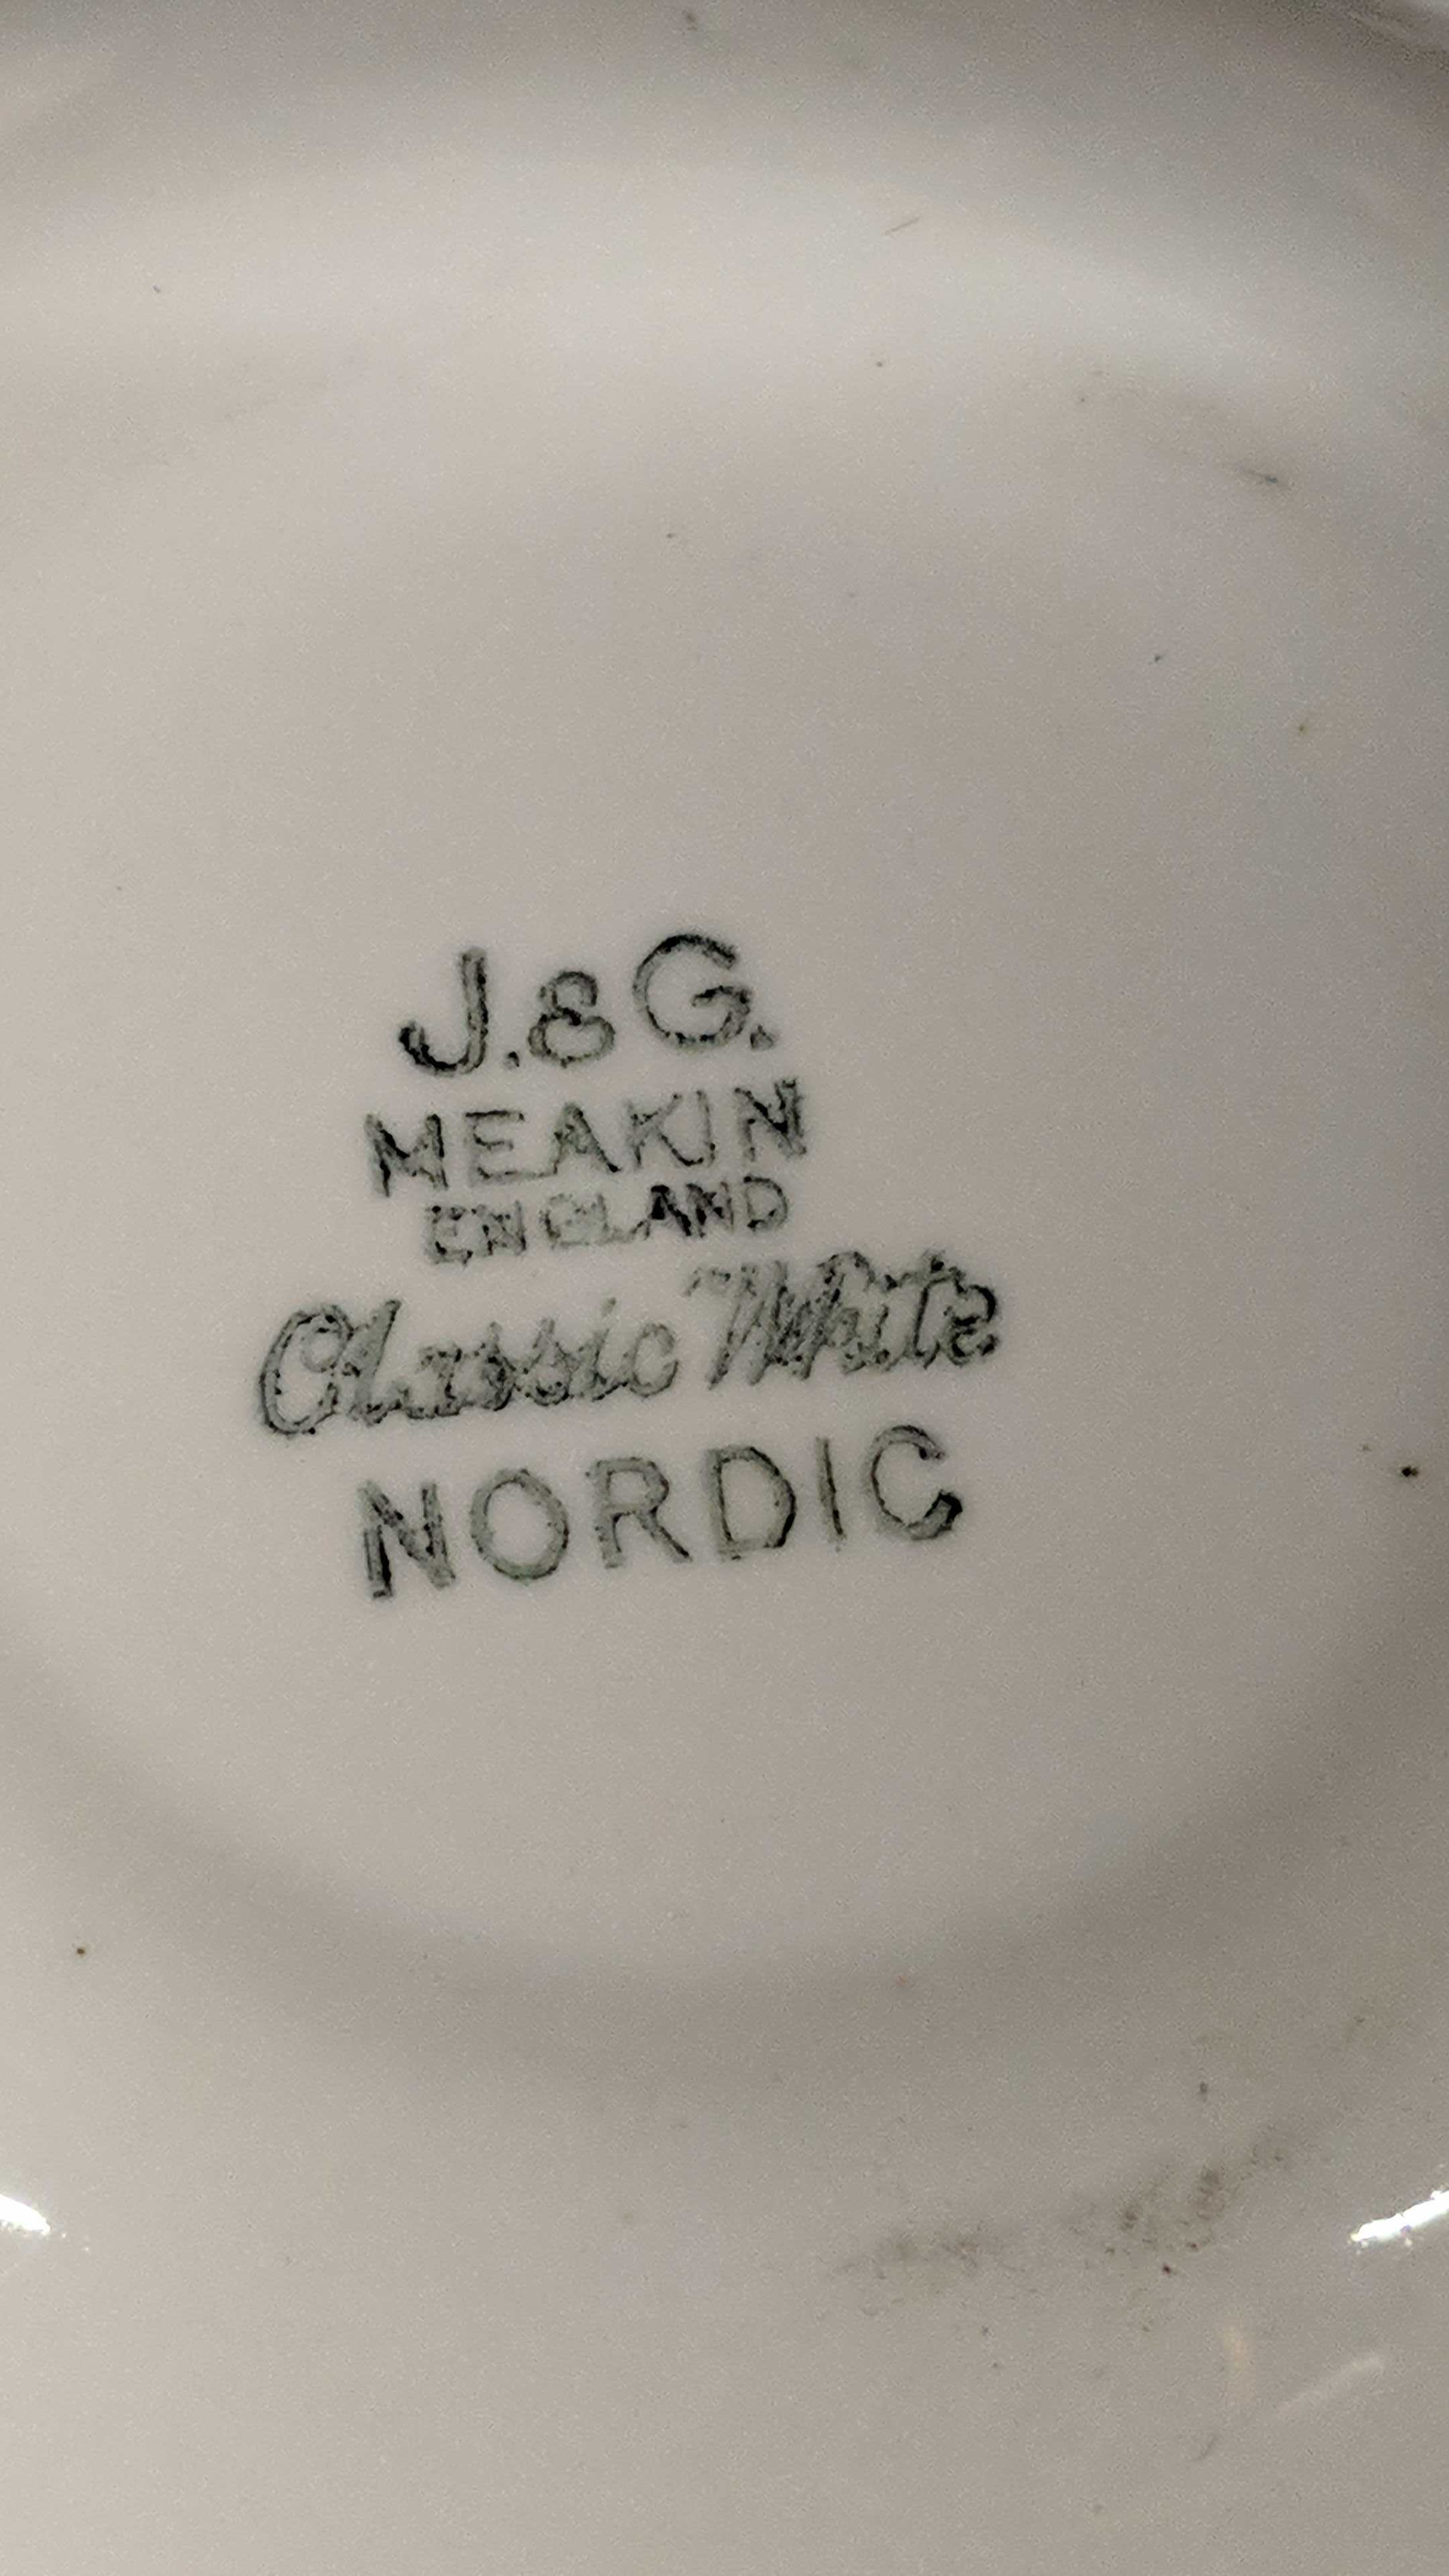 J.&G.
MEAKIN
ENGLAND
Classic White
NORDIC